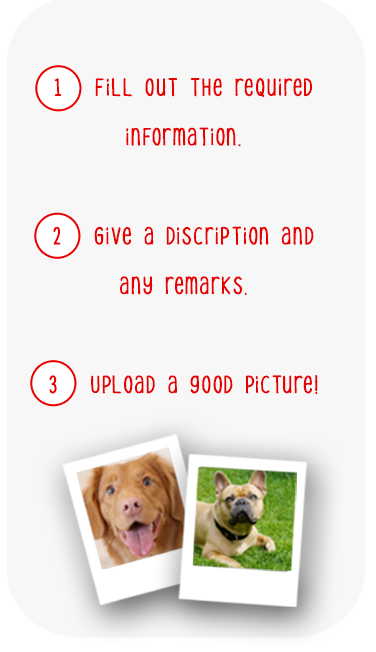 1 Fill out the required
information.
2 Give a discription and
any remarks.
3 Upload a good picture!